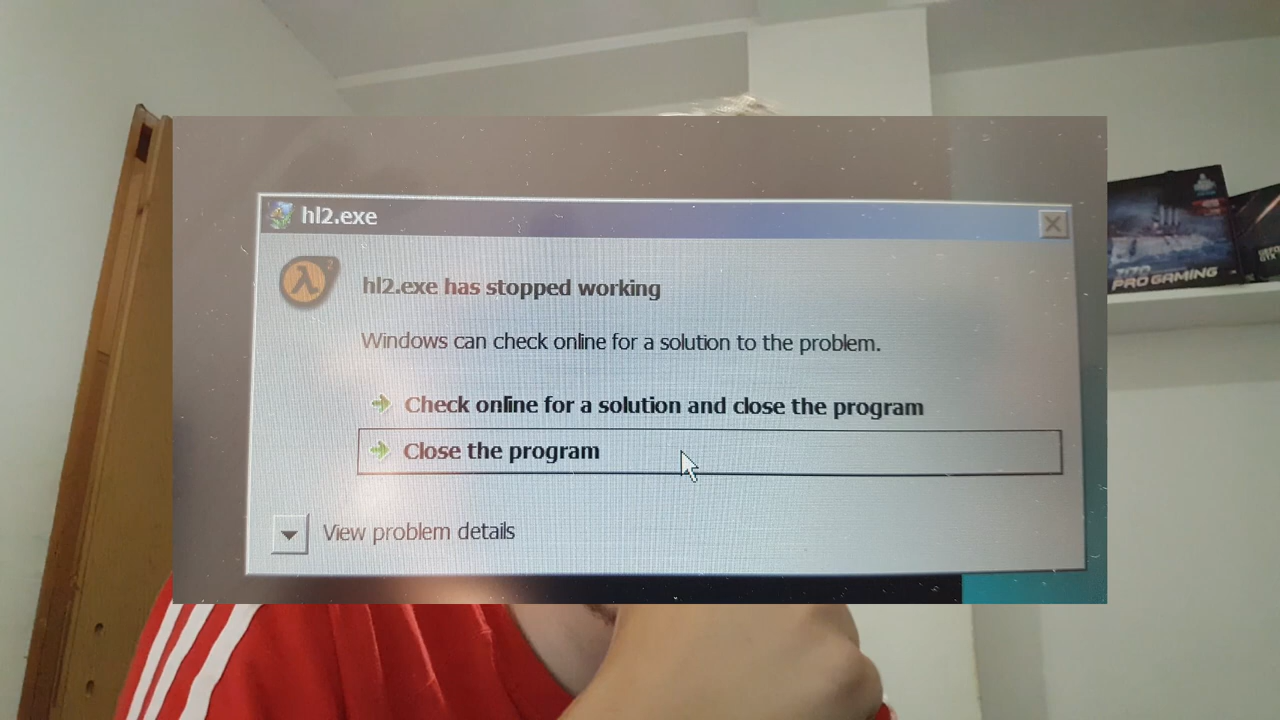 hl2.exe
hl2.exe has stopped working
Windows can check online for a solution to the problem.
Check online for a solution and close the program
Close the program
View problem details
PRO GAMING